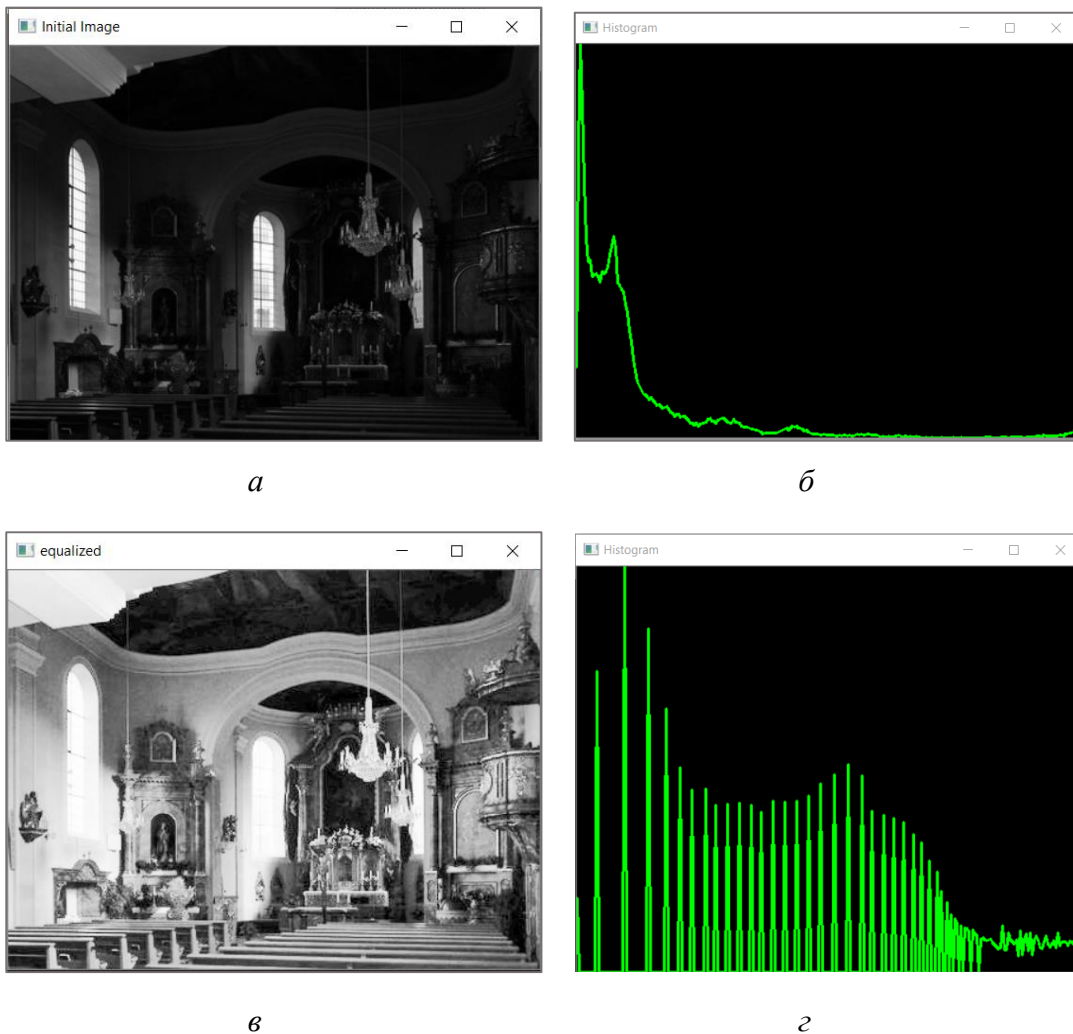 Initial Image
Histogram
а
б
equalized
Histogram
в
г